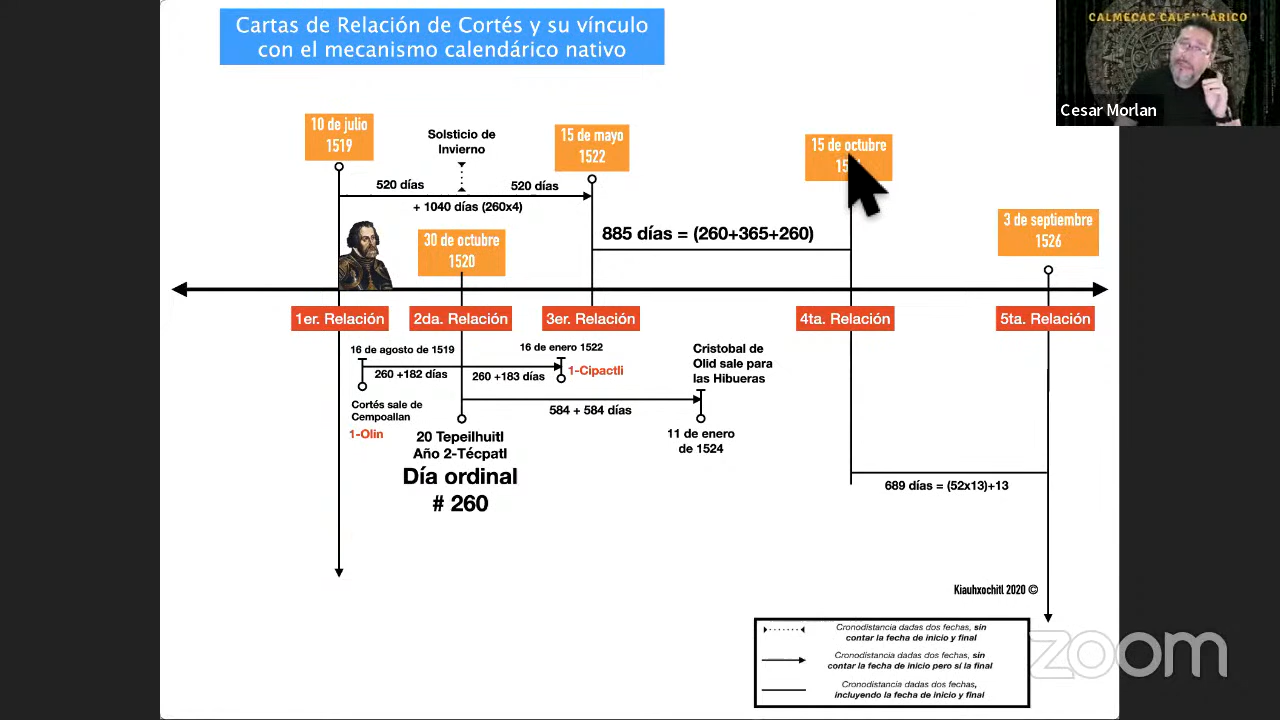 Cartas de Relación de Cortés y su vínculo
con el mecanismo calendárico nativo
CALMECAC CALENDÁRICO
Cesar Morlan
10 de julio
1519
Solsticio de
Invierno
15 de mayo
1522
15 de octubre
3 de septiembre
1526
520 días
520 días
+ 1040 días (260x4)
30 de octubre
1520
885 días = (260+365+260)
1er. Relación
2da. Relación
3er. Relación
4ta. Relación
5ta. Relación
16 de agosto de 1519
16 de enero 1522
260 +182 días
260 +183 días
1-Cipactli
Cortés sale de
Cempoallan
1-Olin
Cristobal de
Olid sale para
las Hibueras
584 + 584 días
11 de enero
de 1524
20 Tepeilhuitl
Año 2-Técpatl
Día ordinal
# 260
689 días = (52x13)+13
Kiauhxochitl 2020 ©
Cronodistancia dadas dos fechas, sin
contar la fecha de inicio y final
Cronodistancia dadas dos fechas, sin
contar la fecha de inicio pero sí la final
Cronodistancia dadas dos fechas,
incluyendo la fecha de inicio y final
zoom